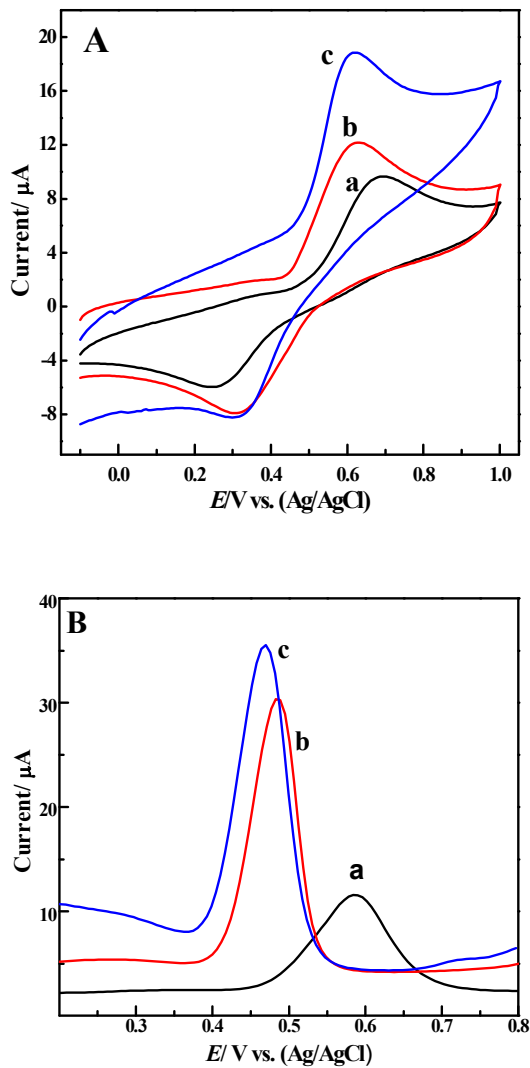 A
20
16
12
8
4
0
-4
-8
Current/ μA
c
b
a
0.0 0.2 0.4 0.6 0.8 1.0
E/V vs. (Ag/AgCl)
B
40
30
20
10
Current/ μA
c
b
a
0.3 0.4 0.5 0.6 0.7 0.8
E/ V vs. (Ag/AgCl)